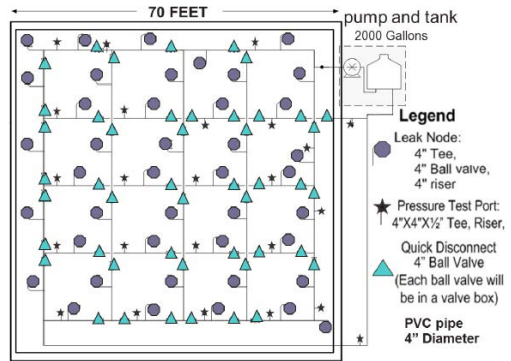 70 FEET
pump and tank
2000 Gallons
Legend
Leak Node:
4" Tee,
4" Ball valve,
4" riser
Pressure Test Port:
4"X4"X½" Tee, Riser,
Quick Disconnect
4" Ball Valve
(Each ball valve will
be in a valve box)
PVC pipe
4" Diameter